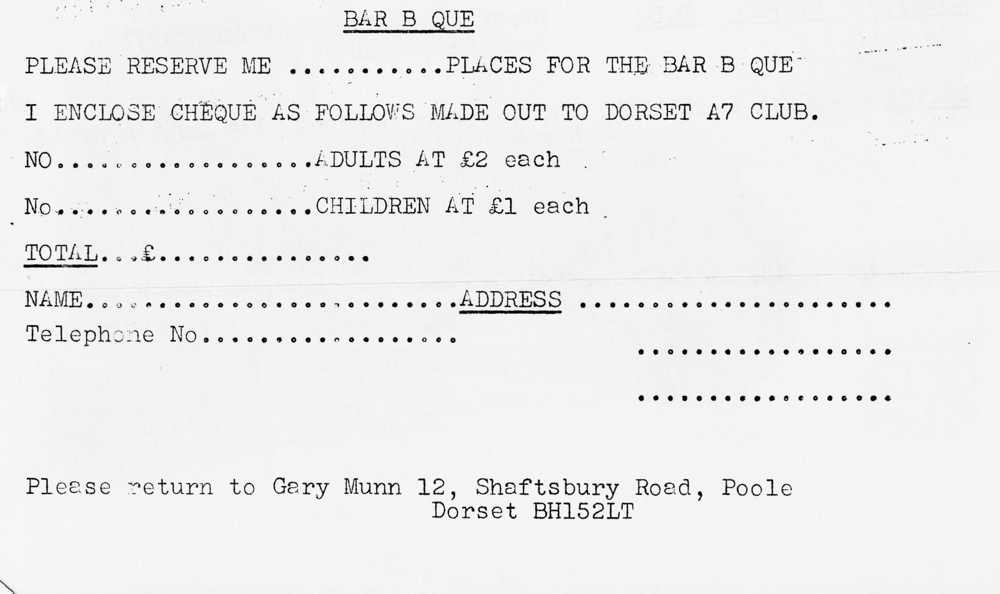 BAR B QUE
PLEASE RESERVE ME ...........PLACES FOR THE BAR B QUE
I ENCLOSE CHEQUE AS FOLLOWS MADE OUT TO DORSET A7 CLUB.
NO..................ADULTS AT £2 each
No..................CHILDREN AT £1 each
TOTAL...£...............
NAME..........................ADDRESS ......................
Telephone No..................
..................
..................
Please return to Gary Munn 12, Shaftsbury Road, Poole
Dorset BH152LT